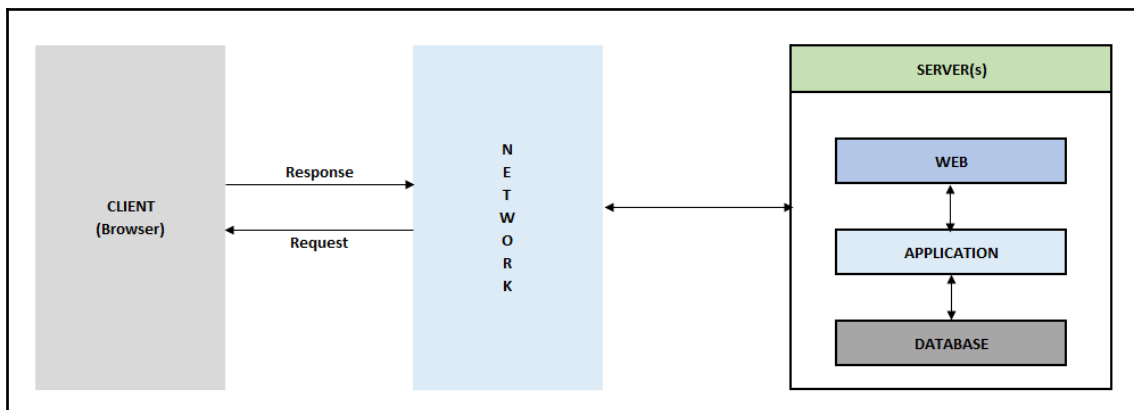 CLIENT
(Browser)
Response
Request
N
E
T
W
O
R
K
SERVER(s)
WEB
APPLICATION
DATABASE